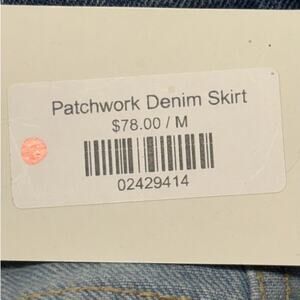 Patchwork Denim Skirt
$78.00 / M
02429414